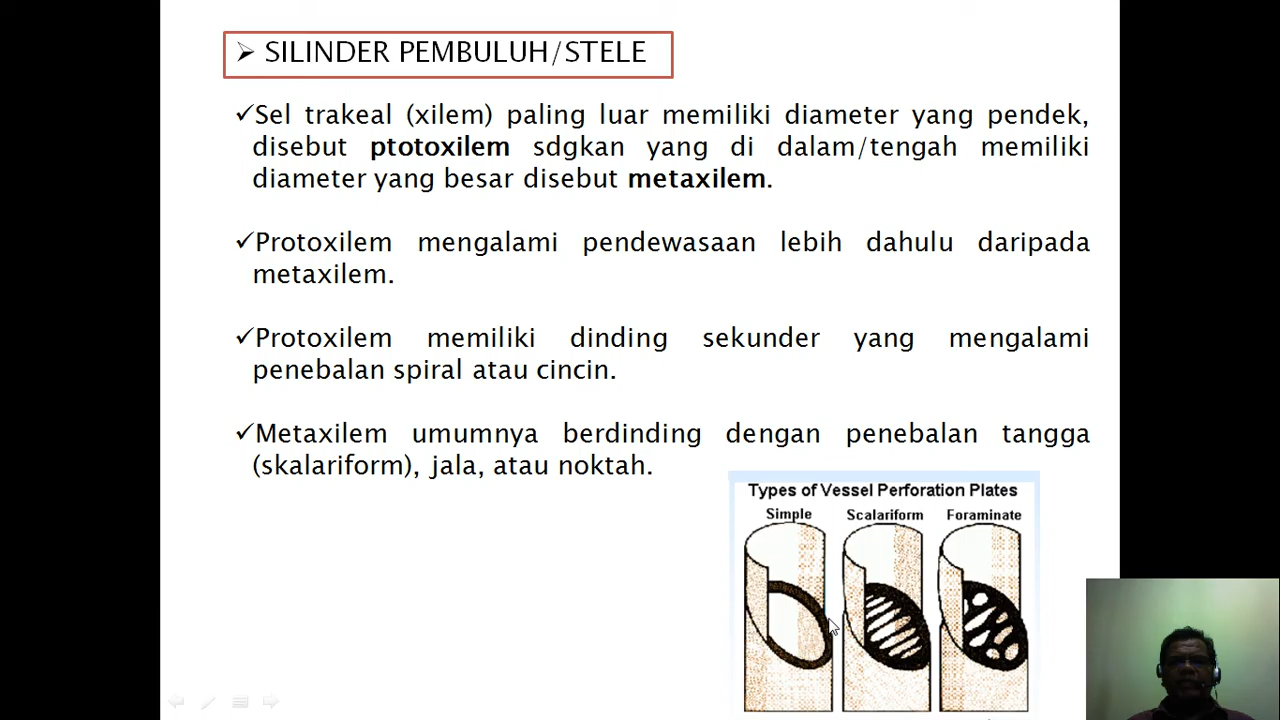 ➢ SILINDER PEMBULUH/STELE
✓Sel trakeal (xilem) paling luar memiliki diameter yang pendek,
disebut ptotoxilem sdgkan yang di dalam/tengah memiliki
diameter yang besar disebut metaxilem.
✓Protoxilem mengalami pendewasaan lebih dahulu daripada
metaxilem.
✓Protoxilem memiliki dinding sekunder yang mengalami
penebalan spiral atau cincin.
✓Metaxilem umumnya berdinding dengan penebalan tangga
(skalariform), jala, atau noktah.
Types of Vessel Perforation Plates
Simple Scalariform Foraminate